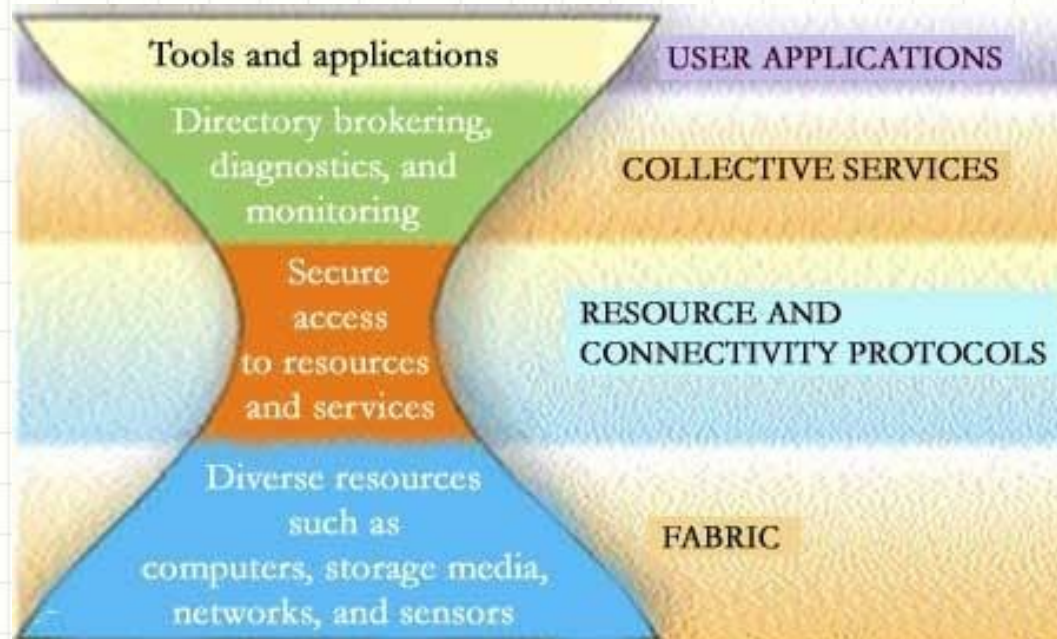 Tools and applications
USER APPLICATIONS
Directory brokering,
diagnostics, and
monitoring
COLLECTIVE SERVICES
Secure
access
to resources
and services
RESOURCE AND
CONNECTIVITY PROTOCOLS
Diverse resources
such as
computers, storage media,
networks, and sensors
FABRIC